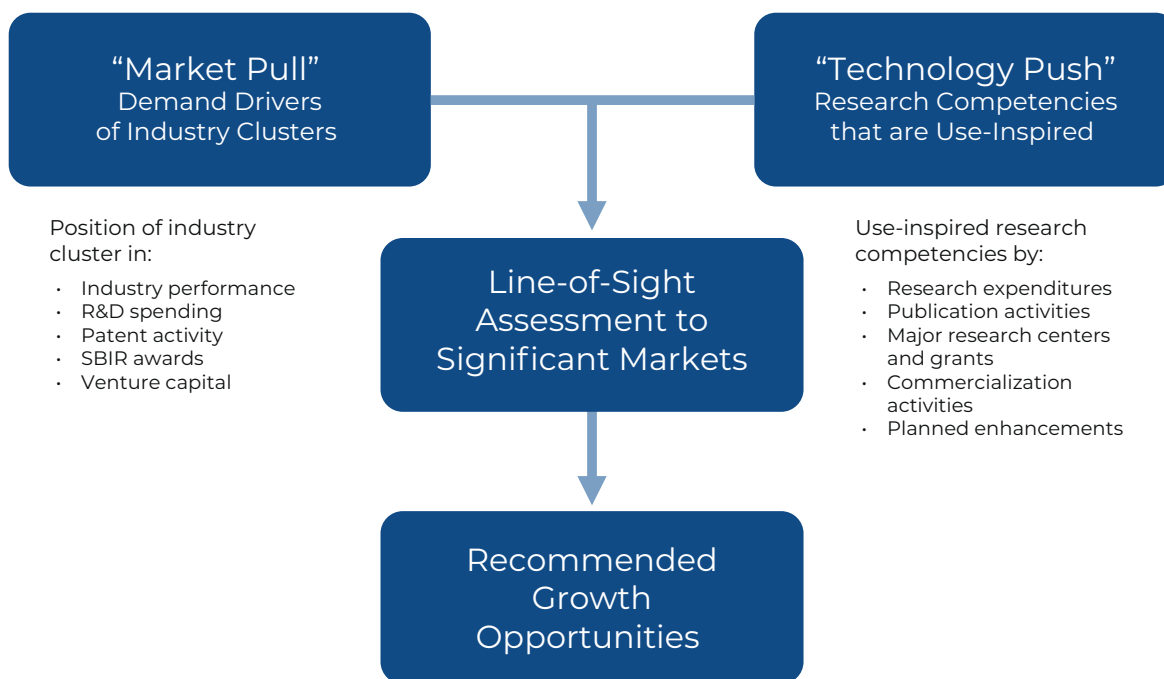 “Market Pull”
Demand Drivers
of Industry Clusters
“Technology Push”
Research Competencies
that are Use-Inspired
Position of industry
cluster in:
• Industry performance
• R&D spending
• Patent activity
• SBIR awards
• Venture capital
Line-of-Sight
Assessment to
Significant Markets
Use-inspired research
competencies by:
• Research expenditures
• Publication activities
• Major research centers
and grants
• Commercialization
activities
• Planned enhancements
Recommended
Growth
Opportunities